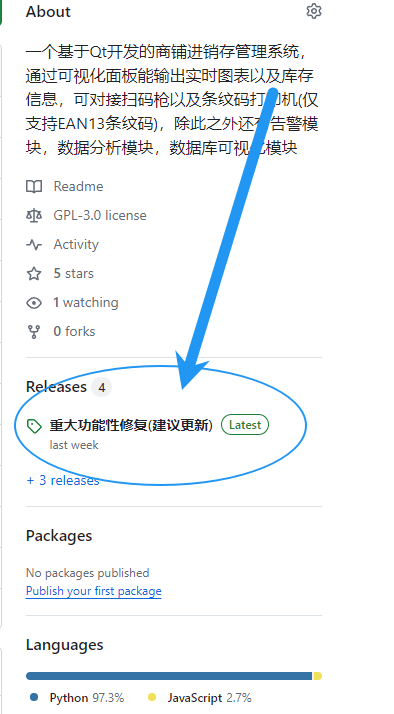 About
一个基于Qt开发的商铺进销存管理系统，
通过可视化面板能输出实时图表以及库存
信息，可对接扫码枪以及条纹码打印机(仅
支持EAN13条纹码)，除此之外还有告警模
块，数据分析模块，数据库可视化模块
Readme
GPL-3.0 license
Activity
5 stars
1 watching
0 forks
Releases 4
重大功能性修复(建议更新) Latest
last week
+ 3 releases
Packages
No packages published
Publish your first package
Languages
Python 97.3% JavaScript 2.7%